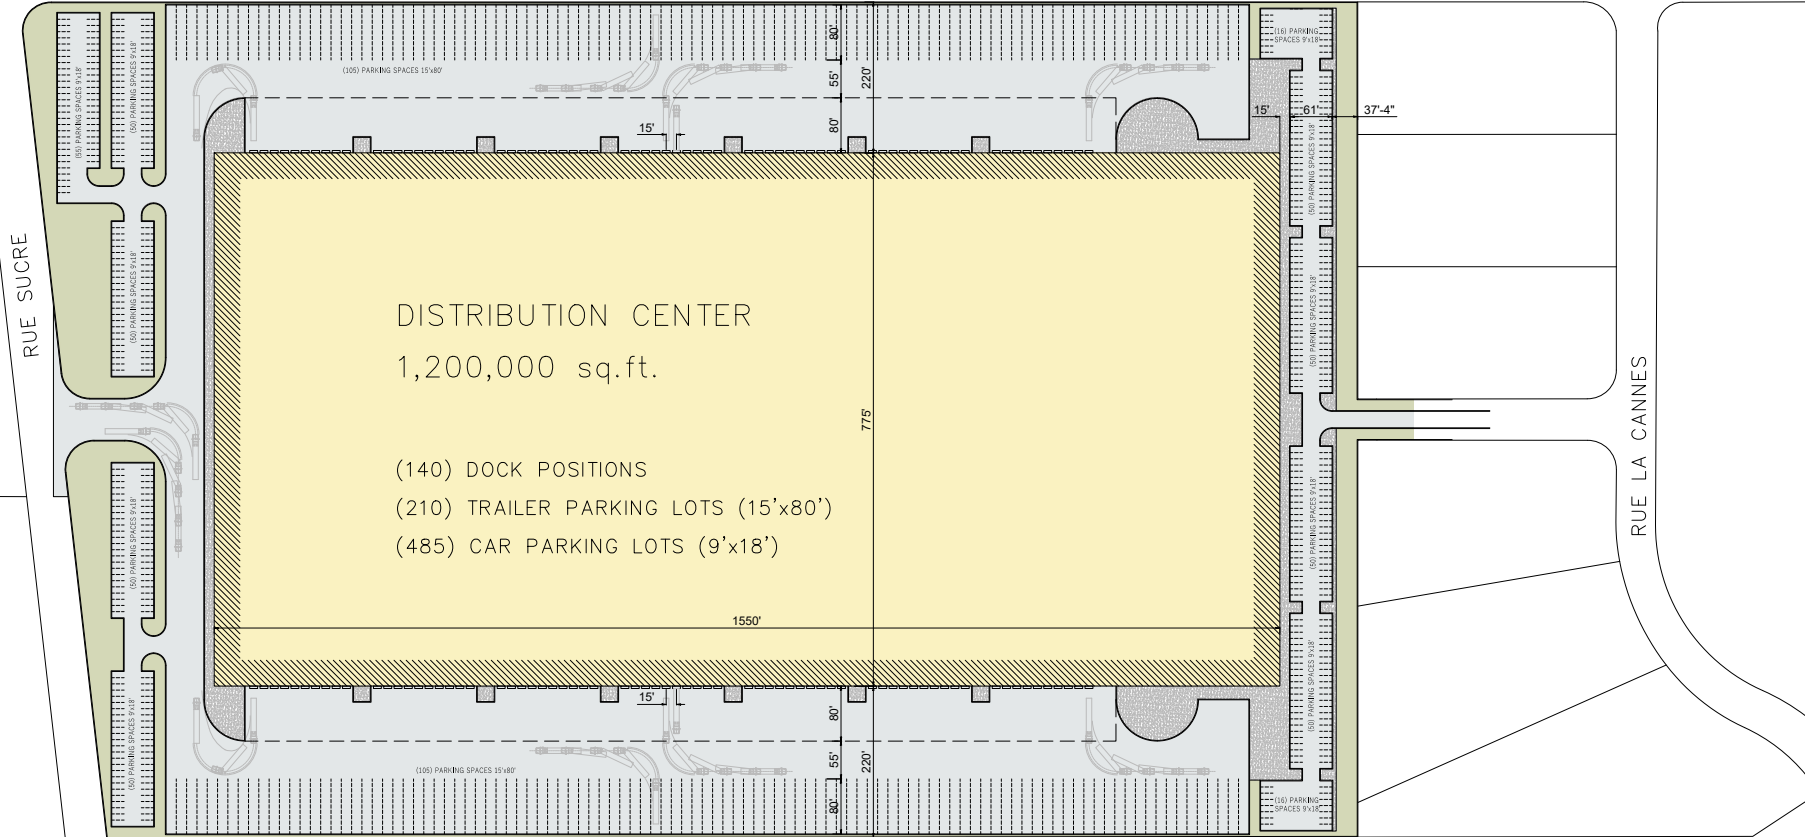 (16) PARKING
SPACES 9'x18'
(55) PARKING SPACES 9'x18'
(50) PARKING SPACES 9'x18'
(105) PARKING SPACES 15'x80'
80'
55'
220'
80'
15'
15'
61'
37'-4"
(50) PARKING SPACES 9'x18'
RUE SUCRE
(50) PARKING SPACES 9'x18'
(50) PARKING SPACES 9'x18'
DISTRIBUTION CENTER
1,200,000 sq.ft.
775'
RUE LA CANNES
(140) DOCK POSITIONS
(210) TRAILER PARKING LOTS (15'x80')
(485) CAR PARKING LOTS (9'x18')
(50) PARKING SPACES 9'x18'
(50) PARKING SPACES 9'x18'
1550'
(50) PARKING SPACES 9'x18'
(50) PARKING SPACES 9'x18'
15'
80'
55'
220'
80'
(105) PARKING SPACES 15'x80'
(16) PARKING
SPACES 9'x18'